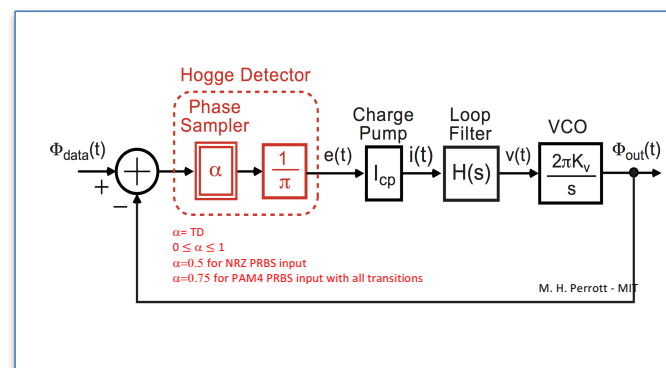 Hogge Detector
Phase
Sampler
Charge
Pump
Loop
Filter
VCO
Φdata(t)
+
−
α
1
π
e(t)
Icp
i(t)
H(s)
v(t)
2πKv
s
Φout(t)
α= TD
0 ≤ α ≤ 1
α=0.5 for NRZ PRBS input
α=0.75 for PAM4 PRBS input with all transitions
M. H. Perrott - MIT